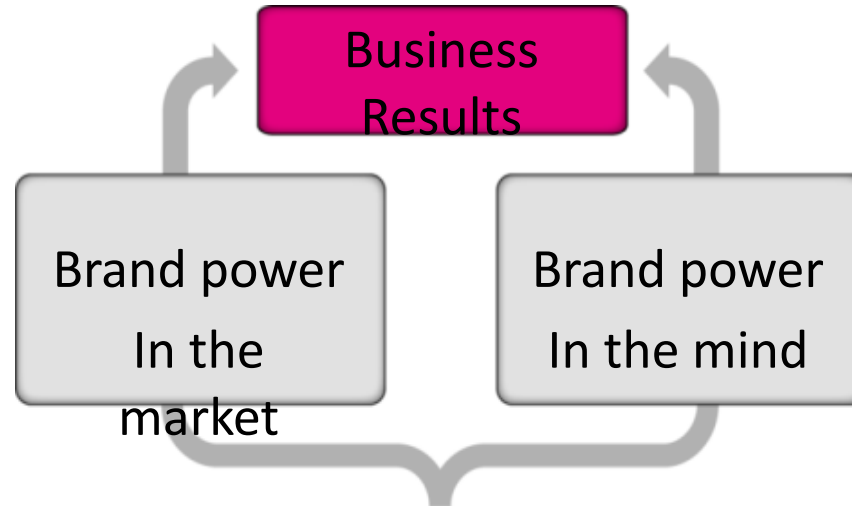 Business
Results
Brand power
In the
market
Brand power
In the mind